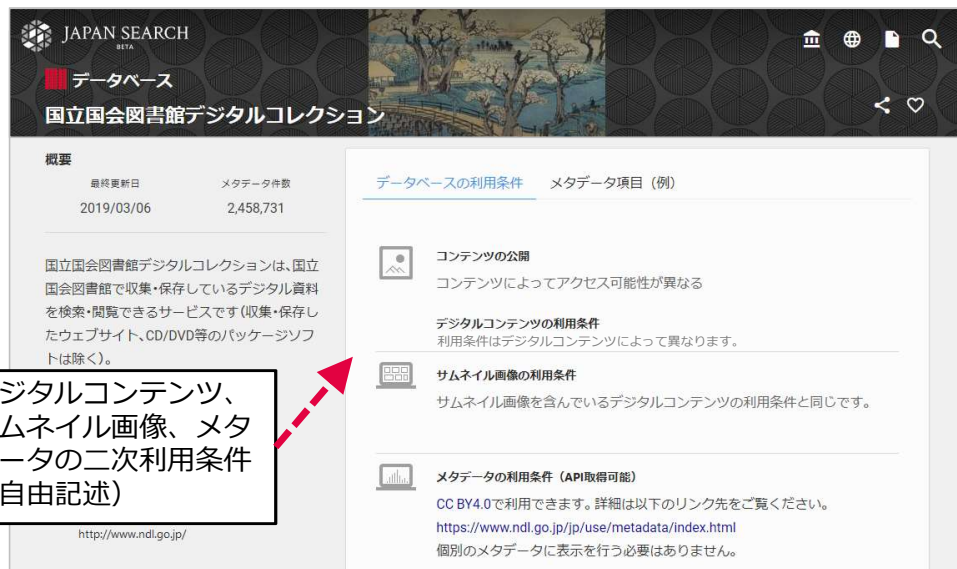 JAPAN SEARCH
BETA
データベース
国立国会図書館デジタルコレクション
概要
最終更新日 メタデータ件数
2019/03/06 2,458,731
国立国会図書館デジタルコレクションは、国立
国会図書館で収集・保存しているデジタル資料
を検索・閲覧できるサービスです(収集・保存し
たウェブサイト、CD/DVD等のパッケージソフ
トは除く)。
ジタルコンテンツ、
ムネイル画像、メタ
ータの二次利用条件
自由記述)
http://www.ndl.go.jp/
データベースの利用条件 メタデータ項目(例)
コンテンツの公開
コンテンツによってアクセス可能性が異なる
デジタルコンテンツの利用条件
利用条件はデジタルコンテンツによって異なります。
サムネイル画像の利用条件
サムネイル画像を含んでいるデジタルコンテンツの利用条件と同じです。
メタデータの利用条件(API取得可能)
CC BY4.0で利用できます。詳細は以下のリンク先をご覧ください。
https://www.ndl.go.jp/jp/use/metadata/index.html
個別のメタデータに表示を行う必要はありません。